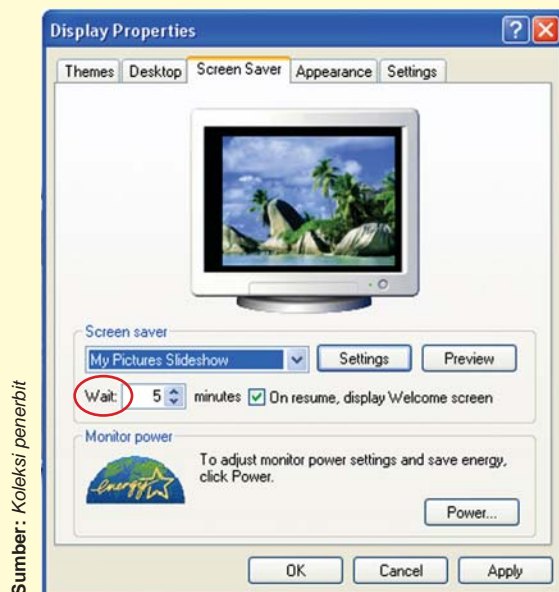 Display Properties
Themes Desktop Screen Saver Appearance Settings
Screen saver
My Pictures Slideshow Settings Preview
Wait: 5 minutes On resume, display Welcome screen
Monitor power
To adjust monitor power settings and save energy,
click Power.
energy
Power...
OK Cancel Apply
Sumber: Koleksi penerbit